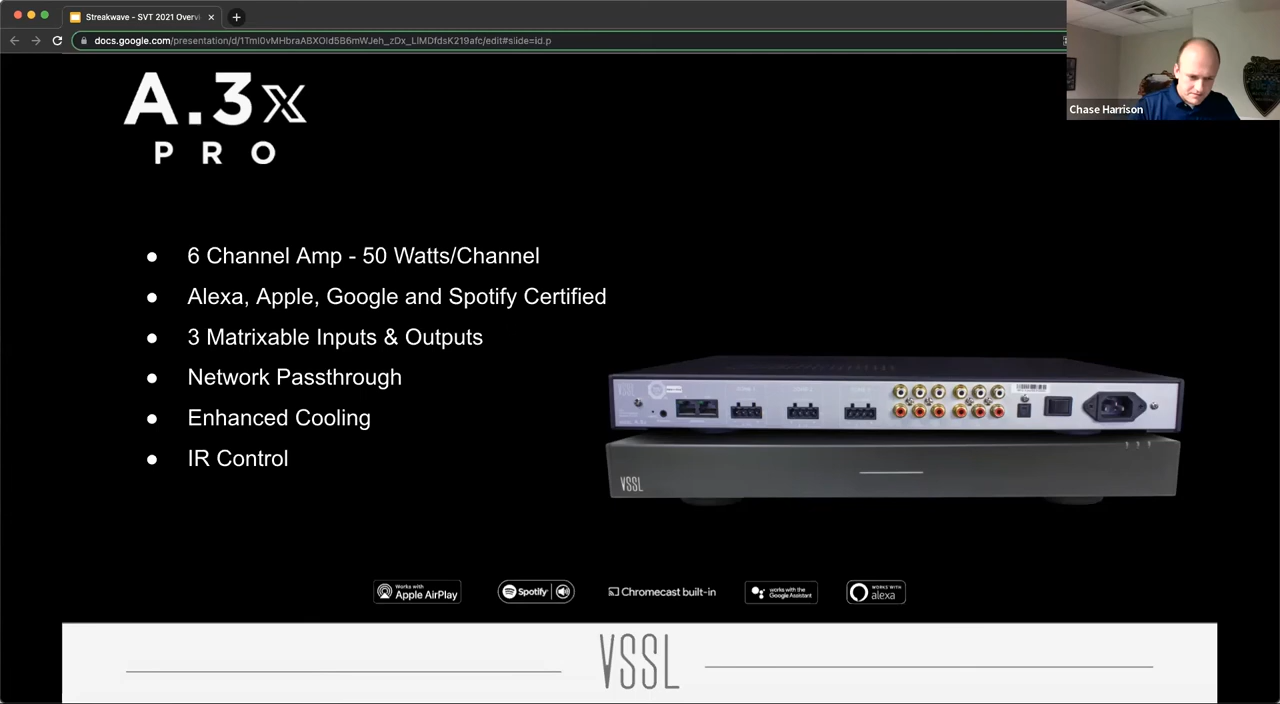 Streakwave - SVT 2021 Overvi
docs.google.com/presentation/d/1TmI0vMHbraABXOId5B6mWJeh_zDx_LIMDfdsK219afc/edit#slide=id.p
Chase Harrison
A.3x
PRO
● 6 Channel Amp - 50 Watts/Channel
● Alexa, Apple, Google and Spotify Certified
● 3 Matrixable Inputs & Outputs
● Network Passthrough
● Enhanced Cooling
● IR Control
VSSL
Works with
Apple AirPlay
Spotify
Chromecast built-in
works with the
Google Assistant
WORKS WITH
alexa
VSSL